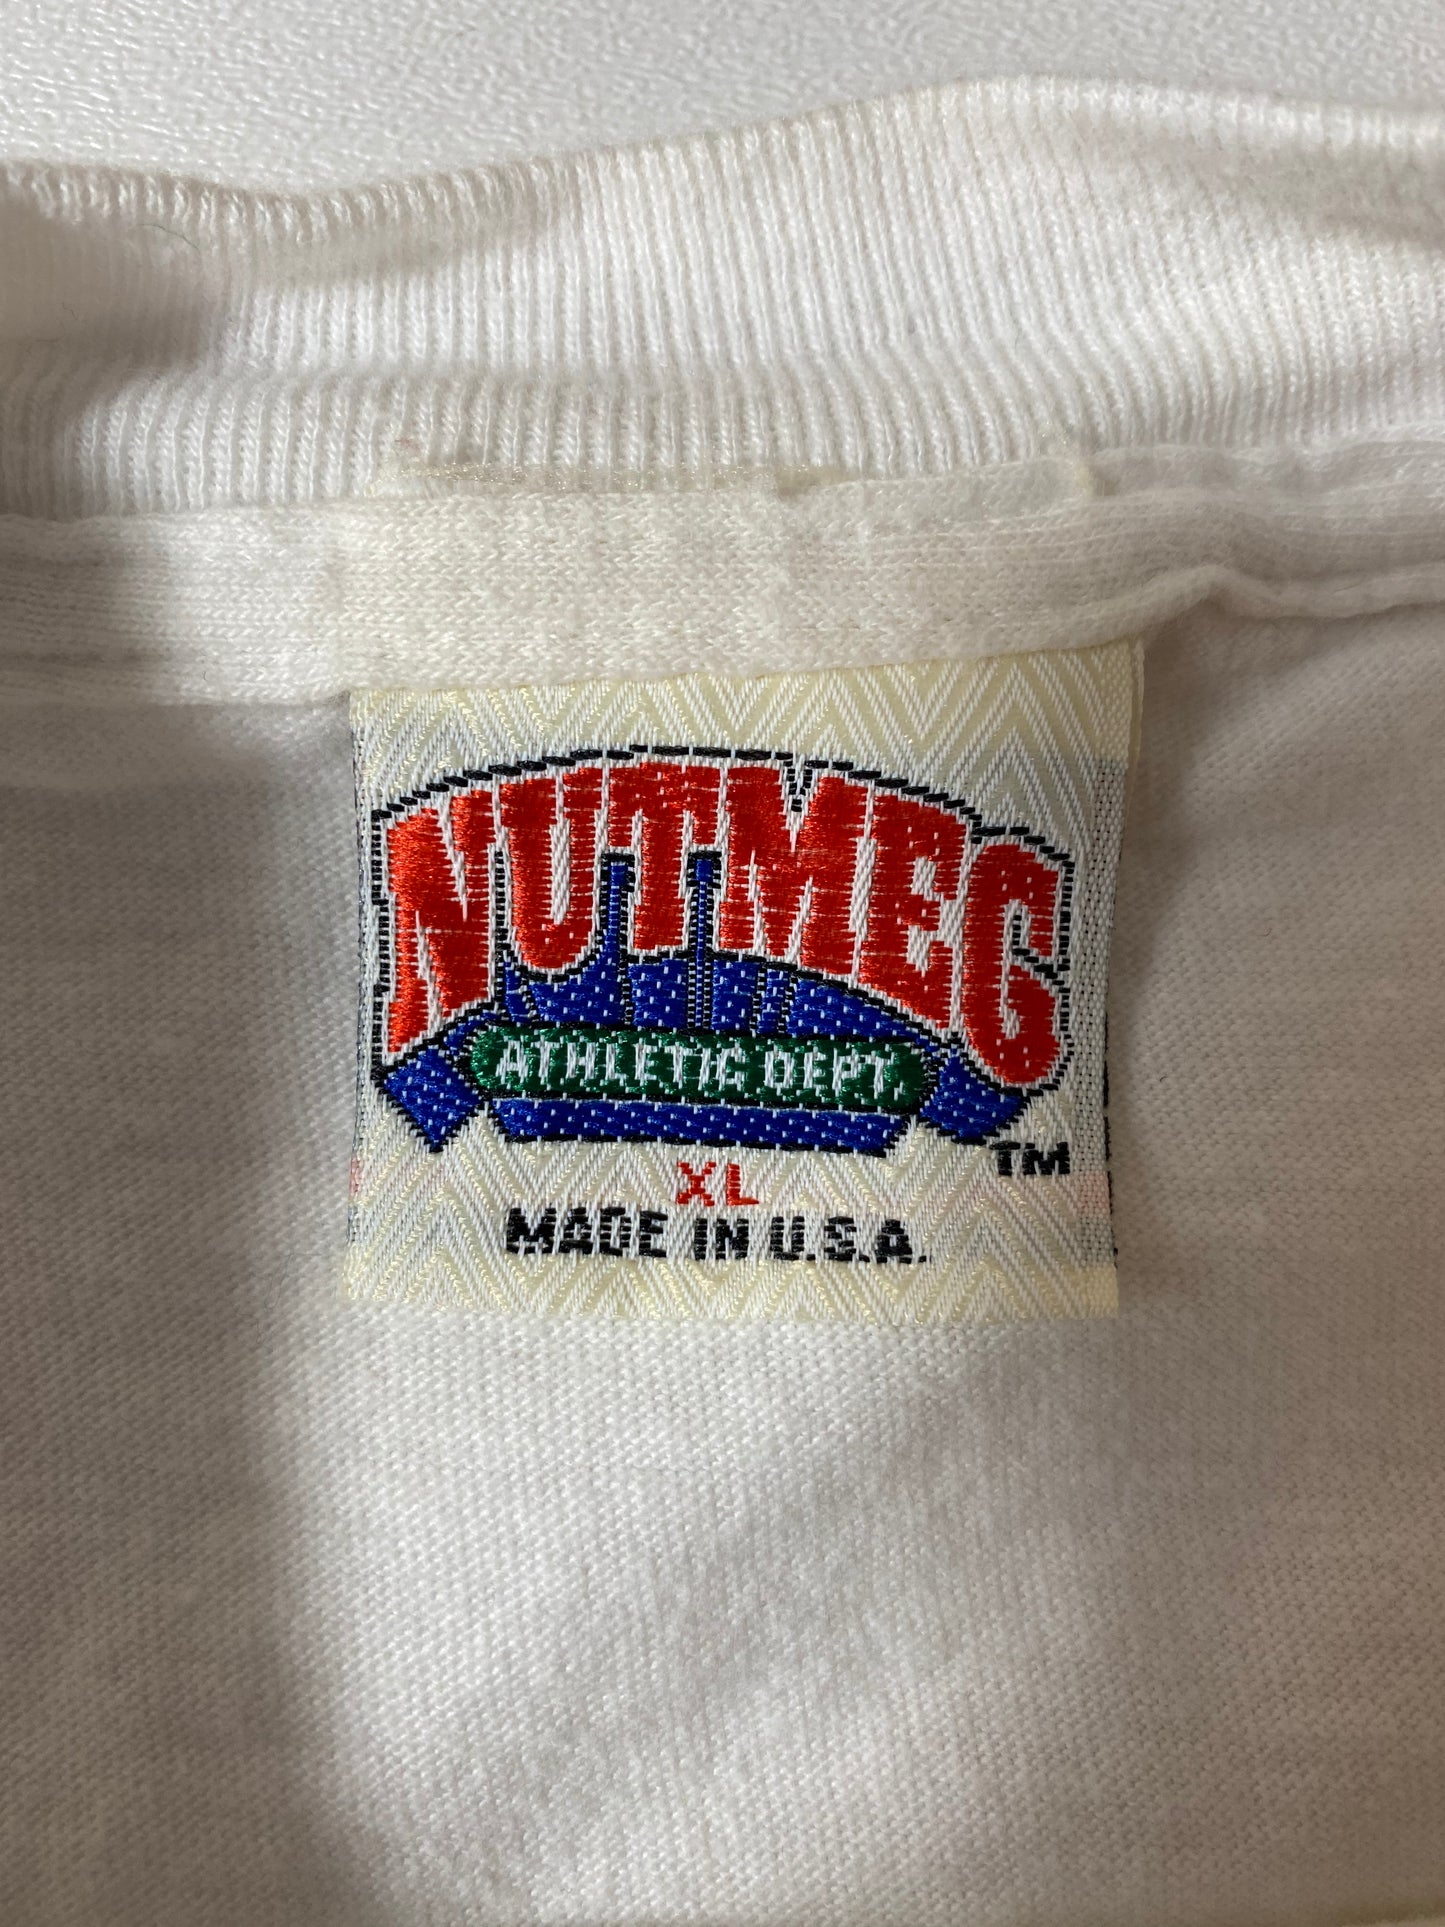 NUTMEG
ATHLETIC DEPT.
TM
XL
MADE IN U.S.A.